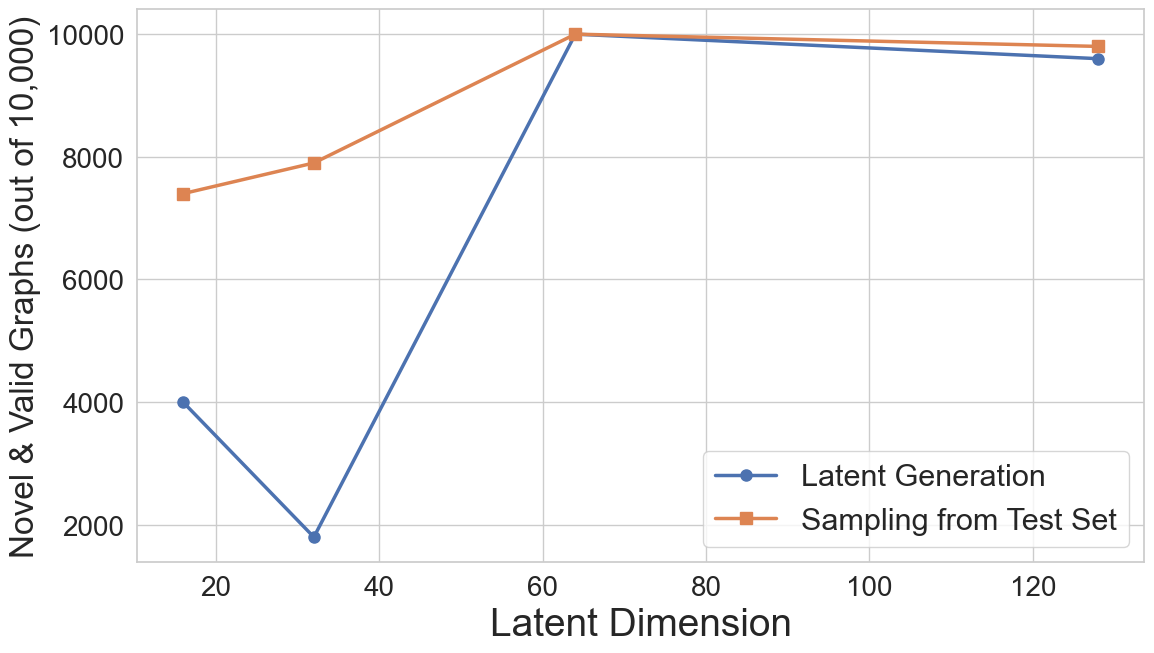 Novel & Valid Graphs (out of 10,000)
10000
8000
6000
4000
2000
20 40 60 80 100 120
Latent Dimension
Latent Generation
Sampling from Test Set